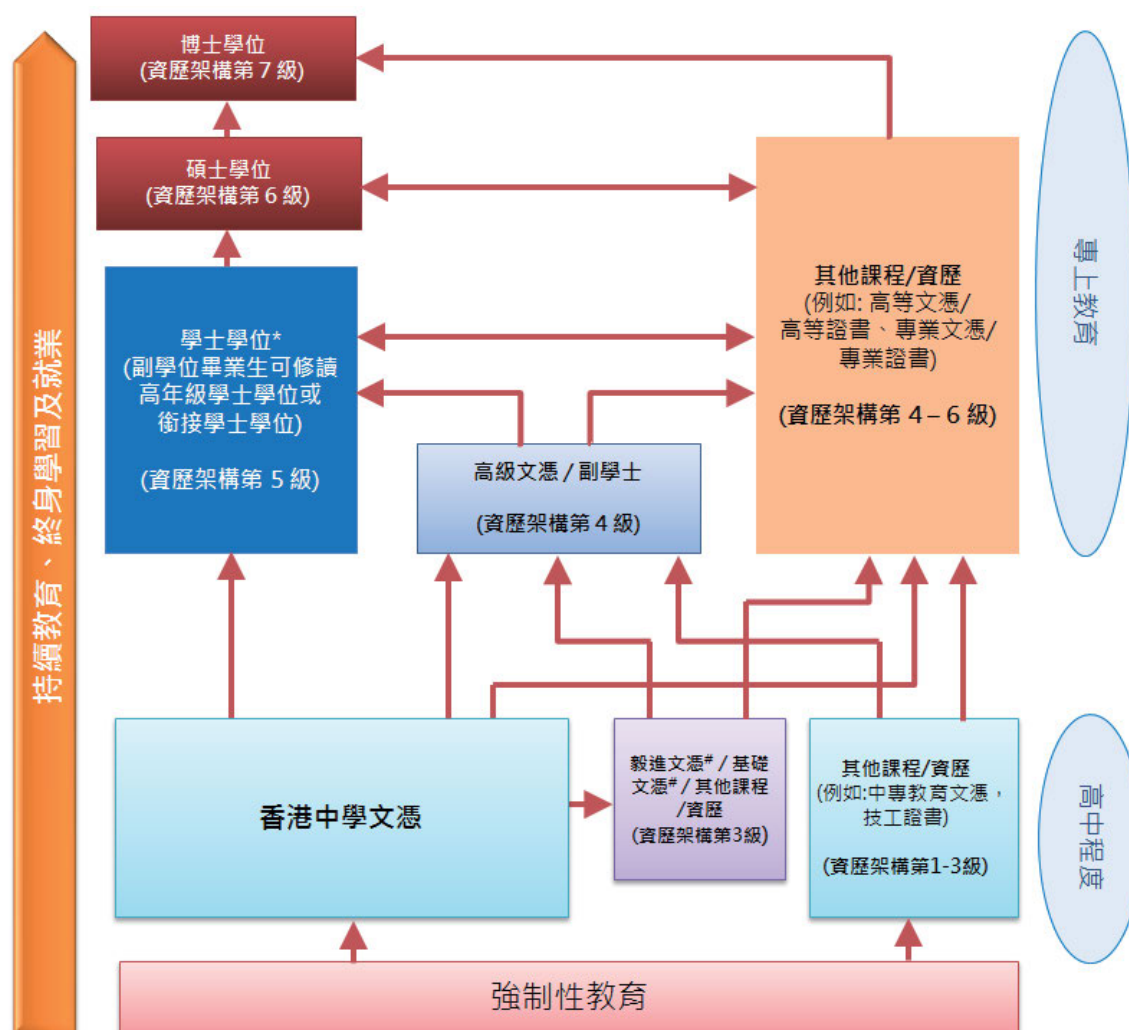 博士學位
(資歷架構第 7 級)
碩士學位
(資歷架構第 6 級)
學士學位*
(副學位畢業生可修讀
高年級學士學位或
銜接學士學位)
(資歷架構第 5 級)
高級文憑 / 副學士
(資歷架構第 4 級)
其他課程/資歷
(例如: 高等文憑/
高等證書、專業文憑/
專業證書)
(資歷架構第 4 – 6 級)
香港中學文憑
毅進文憑# / 基礎
文憑# / 其他課程
/資歷
(資歷架構第3級)
其他課程/資歷
(例如:中專教育文憑，
技工證書)
(資歷架構第1-3級)
強制性教育
持續教育、終身學習及就業
專上教育
高中程度